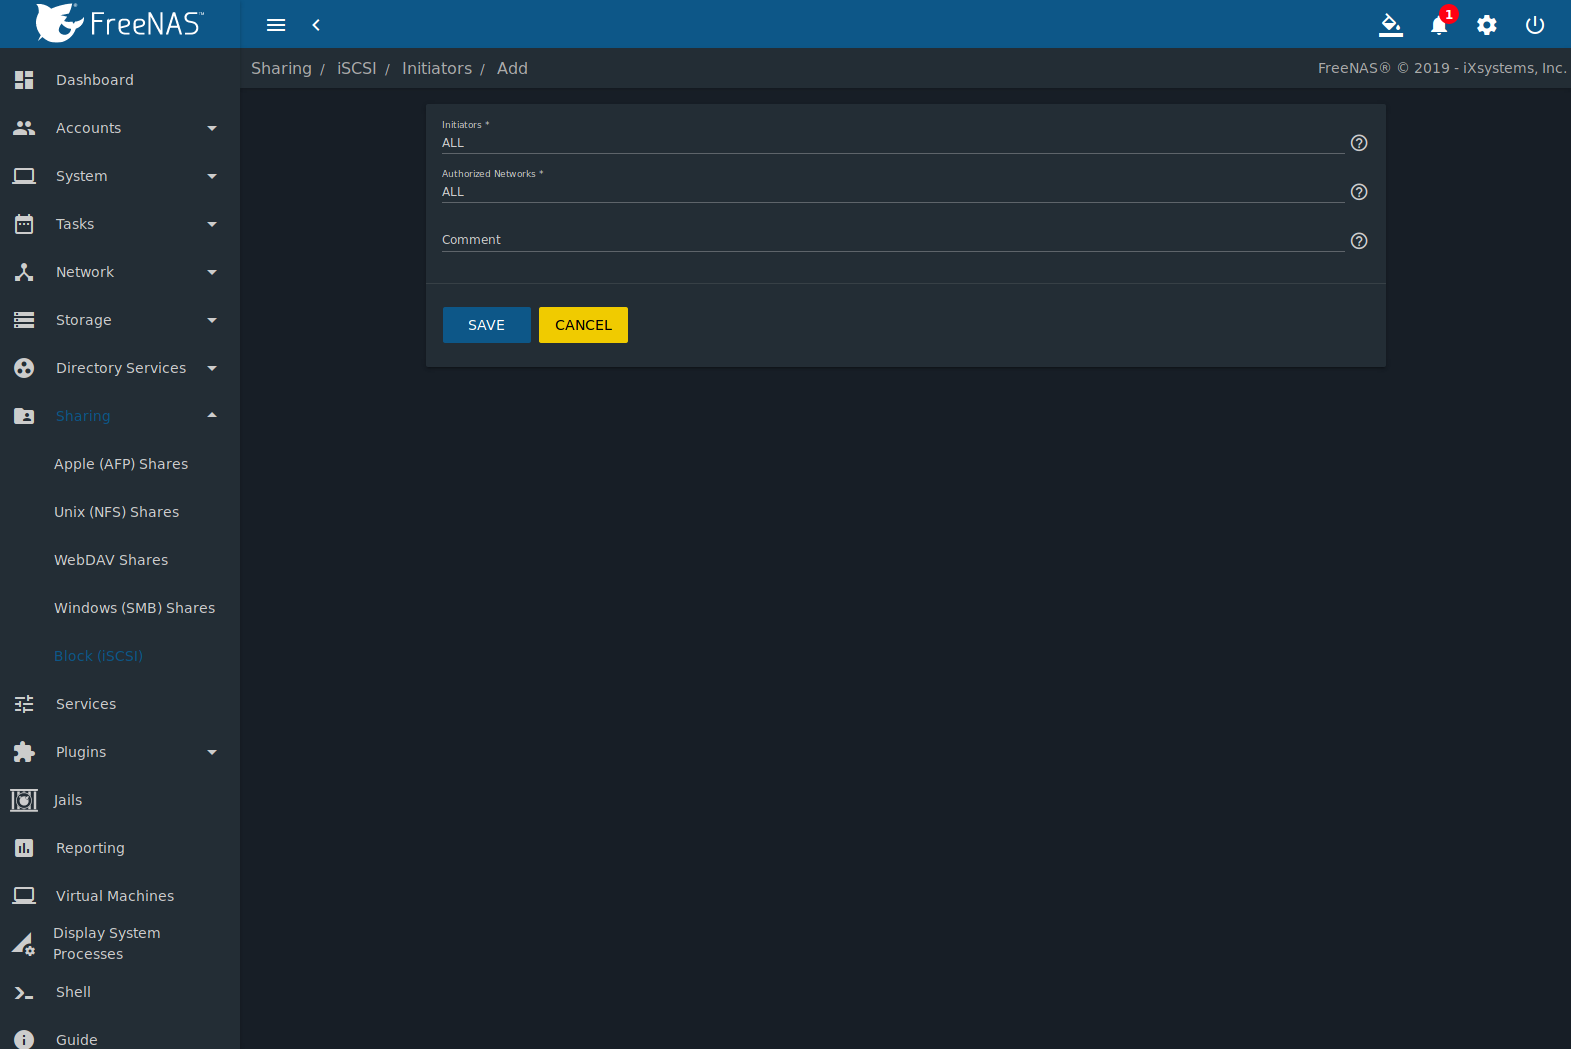 FreeNAS™
1
Sharing / iSCSI / Initiators / Add
FreeNAS® © 2019 - iXsystems, Inc.
Dashboard
Accounts
System
Tasks
Network
Storage
Directory Services
Sharing
Apple (AFP) Shares
Unix (NFS) Shares
WebDAV Shares
Windows (SMB) Shares
Block (iSCSI)
Services
Plugins
Jails
Reporting
Virtual Machines
Display System
Processes
Shell
Guide
Initiators *
ALL
Authorized Networks *
ALL
Comment
SAVE CANCEL